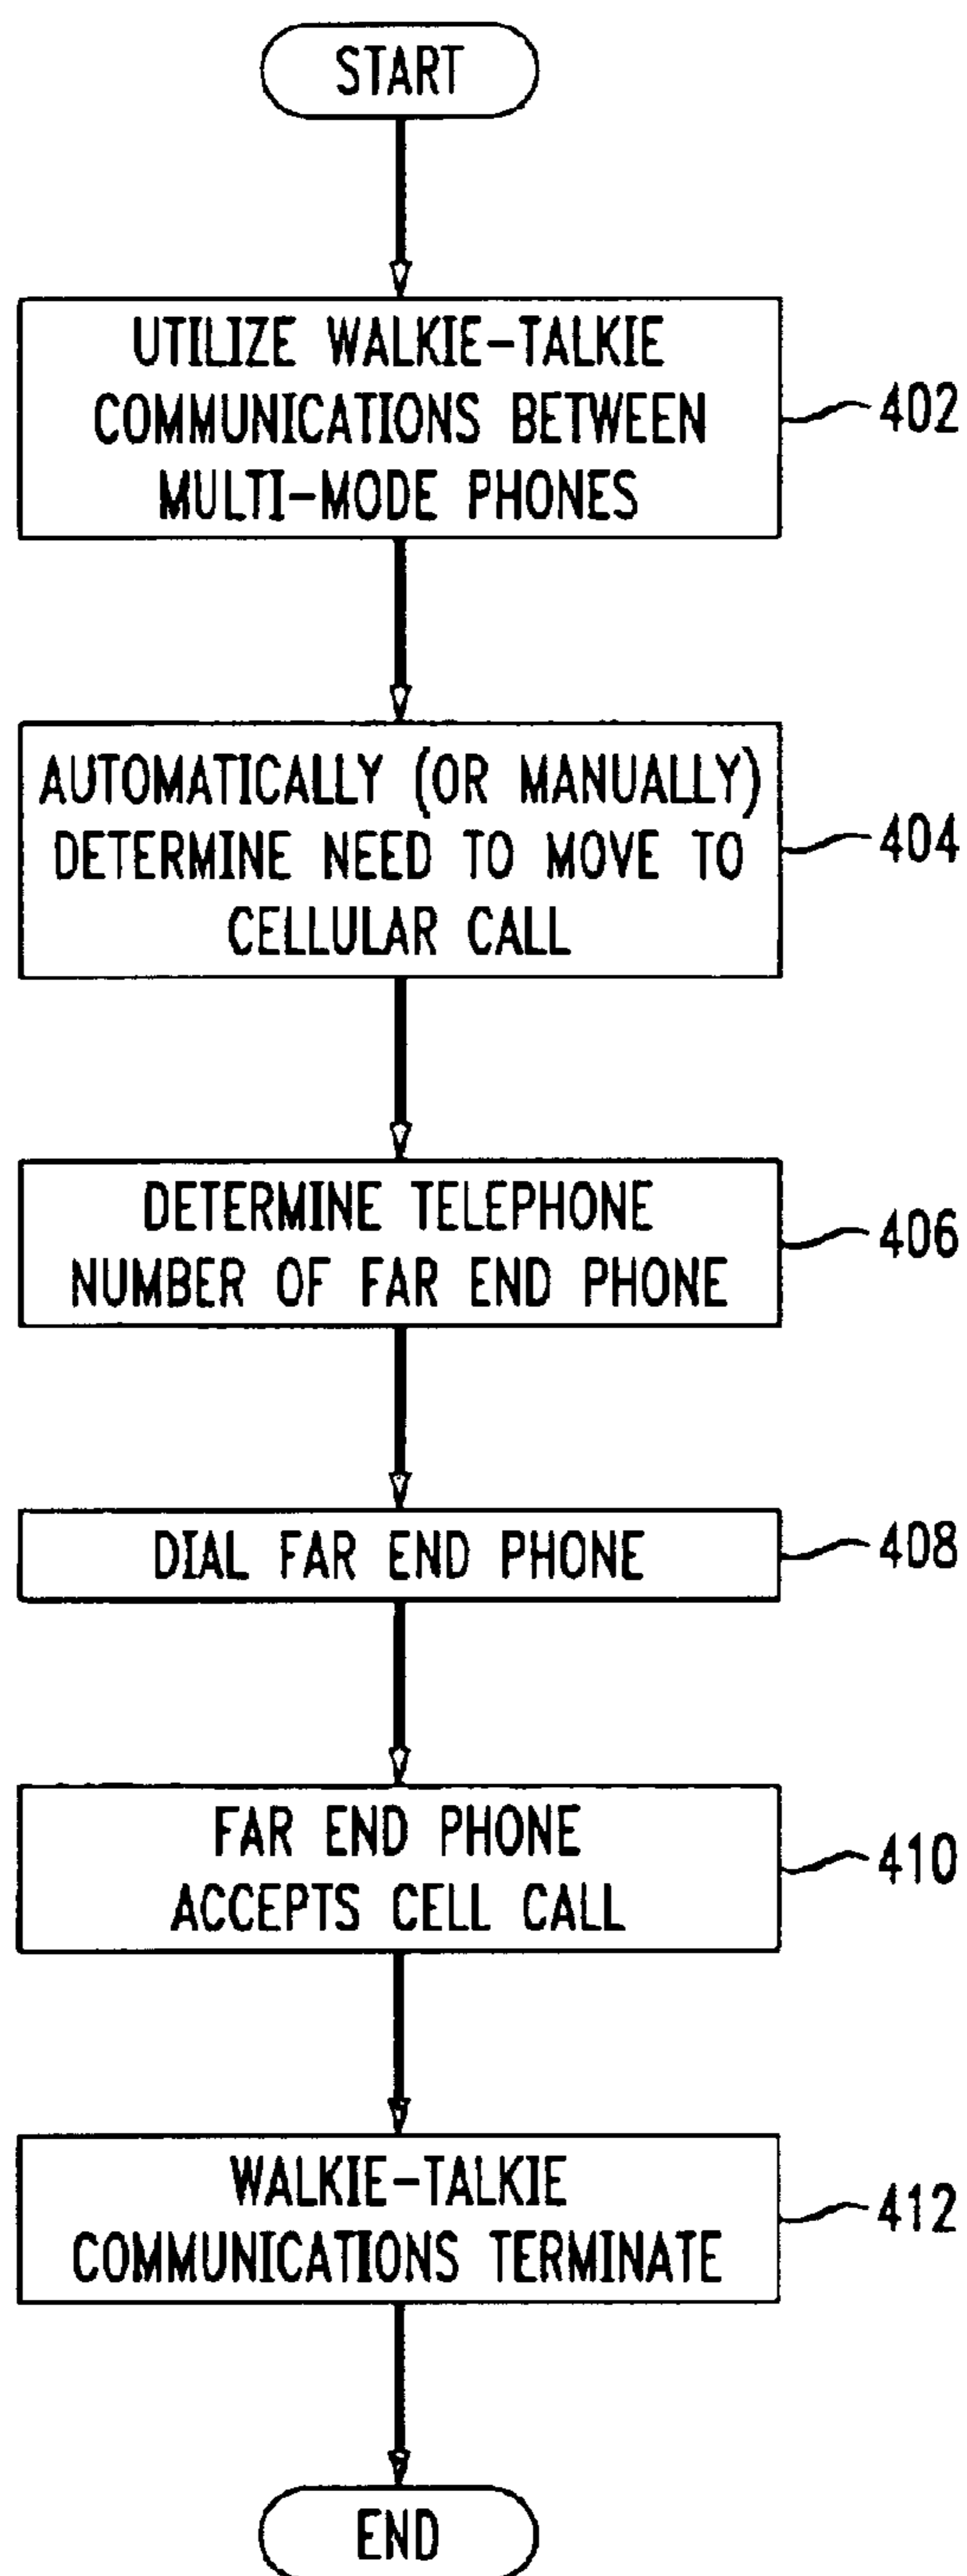 START
UTILIZE WALKIE-TALKIE
COMMUNICATIONS BETWEEN
MULTI-MODE PHONES
402
AUTOMATICALLY (OR MANUALLY)
DETERMINE NEED TO MOVE TO
CELLULAR CALL
404
DETERMINE TELEPHONE
NUMBER OF FAR END PHONE
406
DIAL FAR END PHONE
408
FAR END PHONE
ACCEPTS CELL CALL
410
WALKIE-TALKIE
COMMUNICATIONS TERMINATE
412
END